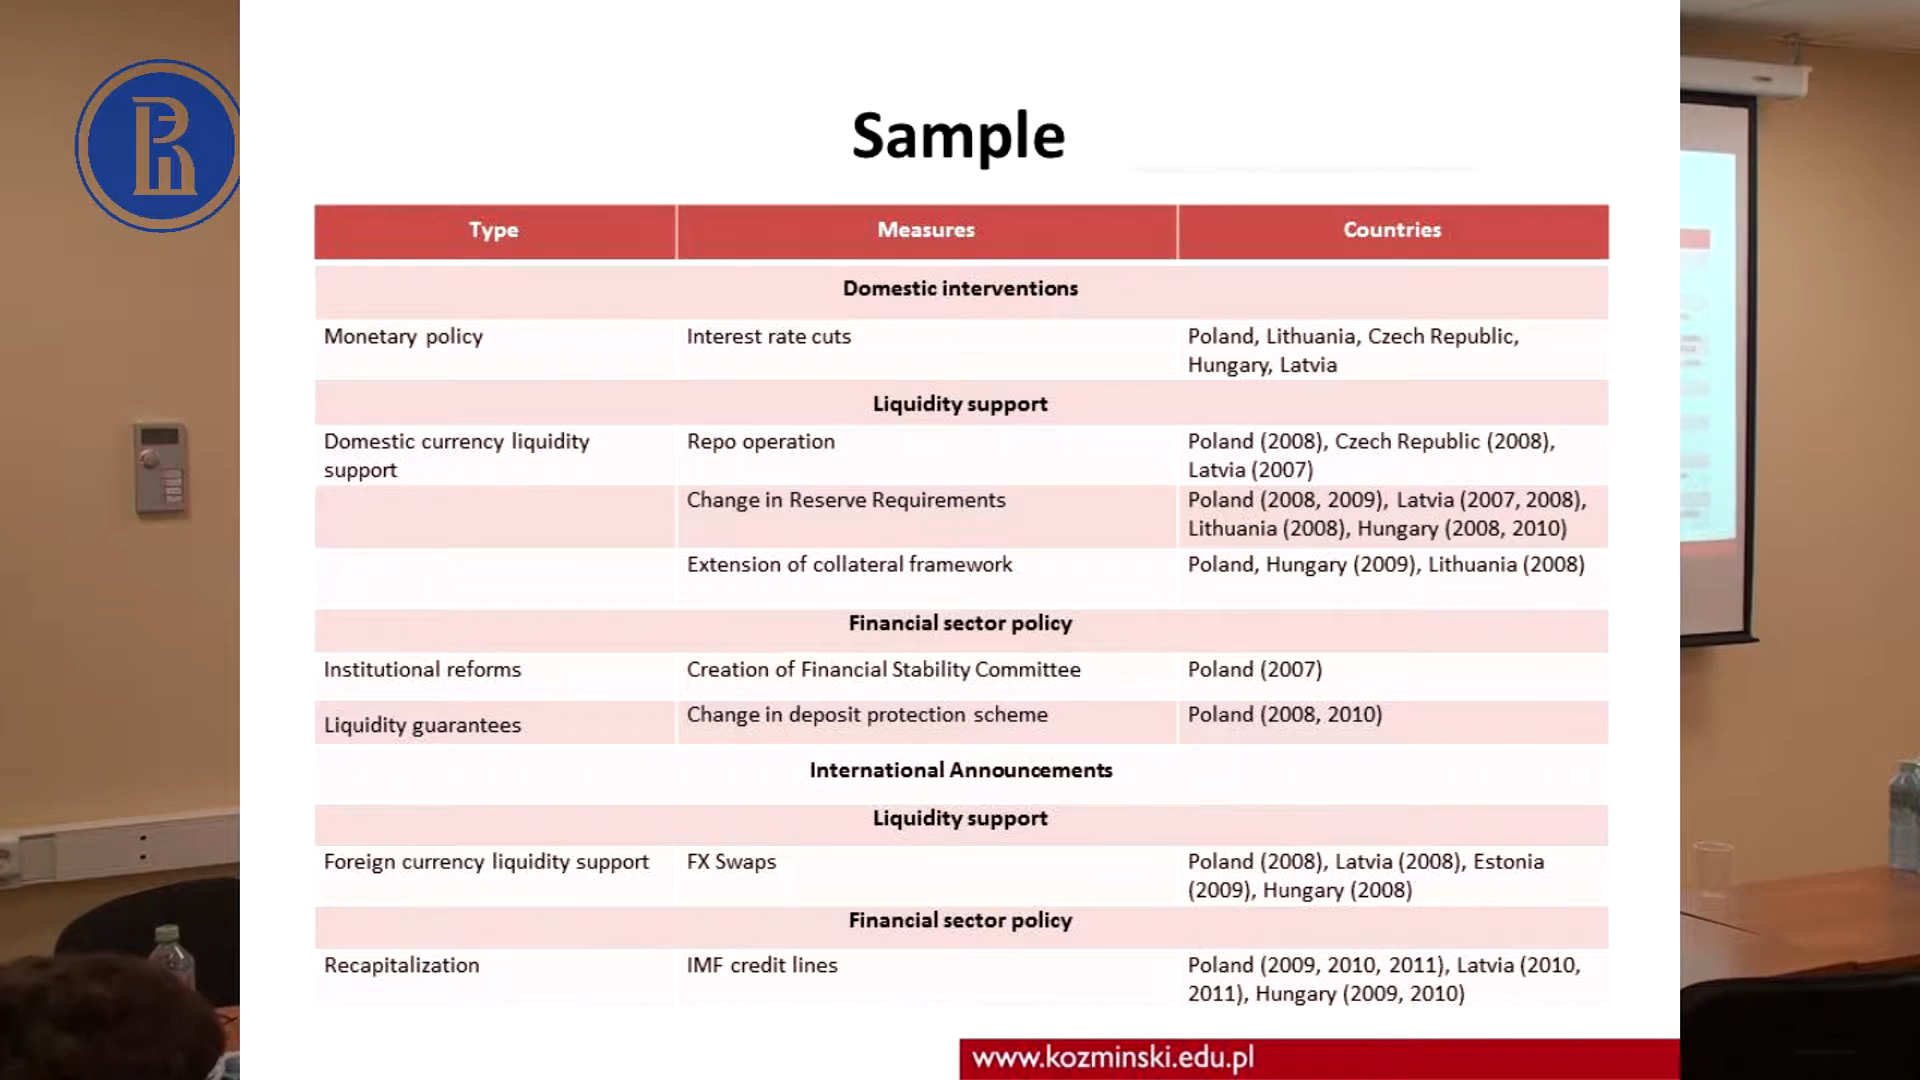 Sample
Type Measures Countries
Domestic interventions
Monetary policy Interest rate cuts Poland, Lithuania, Czech Republic,
Hungary, Latvia
Liquidity support
Domestic currency liquidity Repo operation Poland (2008), Czech Republic (2008),
support Latvia (2007)
Change in Reserve Requirements Poland (2008, 2009), Latvia (2007, 2008),
Lithuania (2008), Hungary (2008, 2010)
Extension of collateral framework Poland, Hungary (2009), Lithuania (2008)
Financial sector policy
Institutional reforms Creation of Financial Stability Committee Poland (2007)
Liquidity guarantees Change in deposit protection scheme Poland (2008, 2010)
International Announcements
Liquidity support
Foreign currency liquidity support FX Swaps Poland (2008), Latvia (2008), Estonia
(2009), Hungary (2008)
Financial sector policy
Recapitalization IMF credit lines Poland (2009, 2010, 2011), Latvia (2010,
2011), Hungary (2009, 2010)
www.kozminski.edu.pl